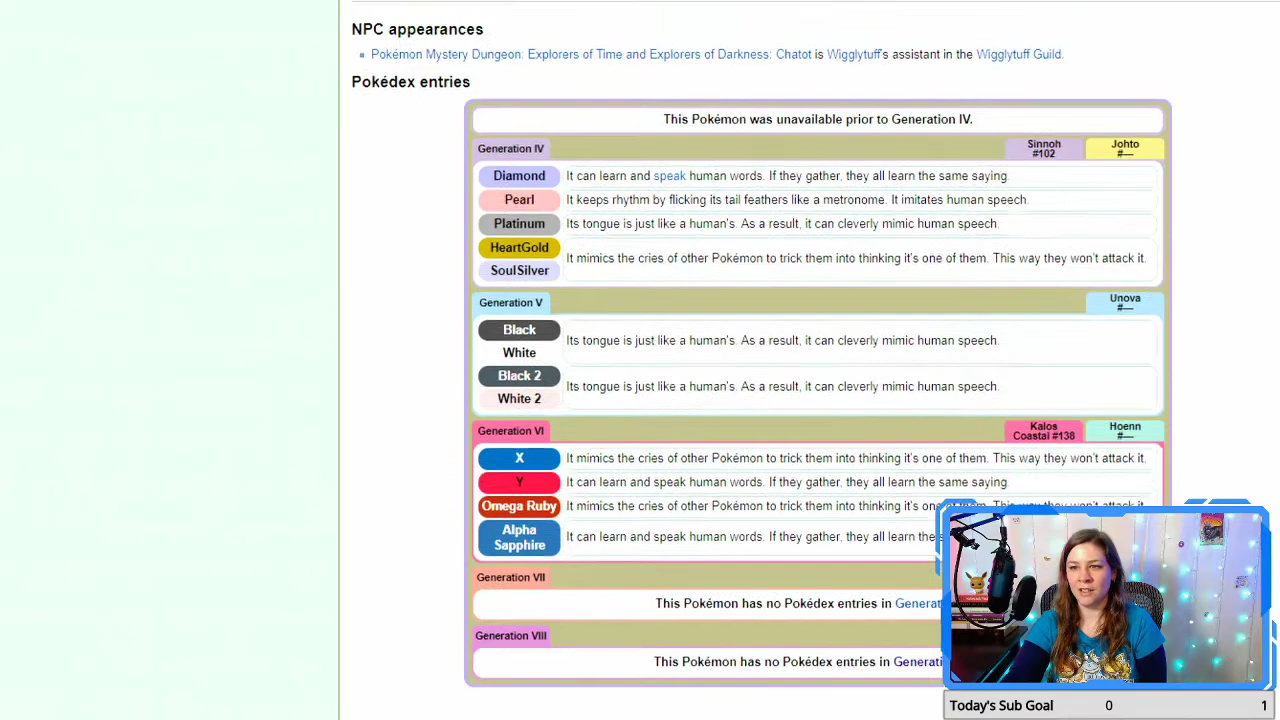 NPC appearances
Pokémon Mystery Dungeon: Explorers of Time and Explorers of Darkness: Chatot is Wigglytuff's assistant in the Wigglytuff Guild.
Pokédex entries
This Pokémon was unavailable prior to Generation IV.
Generation IV
Sinnoh
#102
Johto
#—
Diamond It can learn and speak human words. If they gather, they all learn the same saying.
Pearl It keeps rhythm by flicking its tail feathers like a metronome. It imitates human speech.
Platinum Its tongue is just like a human's. As a result, it can cleverly mimic human speech.
HeartGold
SoulSilver
It mimics the cries of other Pokémon to trick them into thinking it's one of them. This way they won't attack it.
Generation V
Unova
#—
Black
White
Its tongue is just like a human's. As a result, it can cleverly mimic human speech.
Black 2
White 2
Its tongue is just like a human's. As a result, it can cleverly mimic human speech.
Generation VI
Kalos
Coastal #138
Hoenn
#—
X It mimics the cries of other Pokémon to trick them into thinking it's one of them. This way they won't attack it.
Y It can learn and speak human words. If they gather, they all learn the same saying.
Omega Ruby It mimics the cries of other Pokémon to trick them into thinking it's one of them. This way they won't attack it.
Alpha
Sapphire
It can learn and speak human words. If they gather, they all learn the
Generation VII
This Pokémon has no Pokédex entries in
Generation VIII
This Pokémon has no Pokédex entries in
Today's Sub Goal 0 1